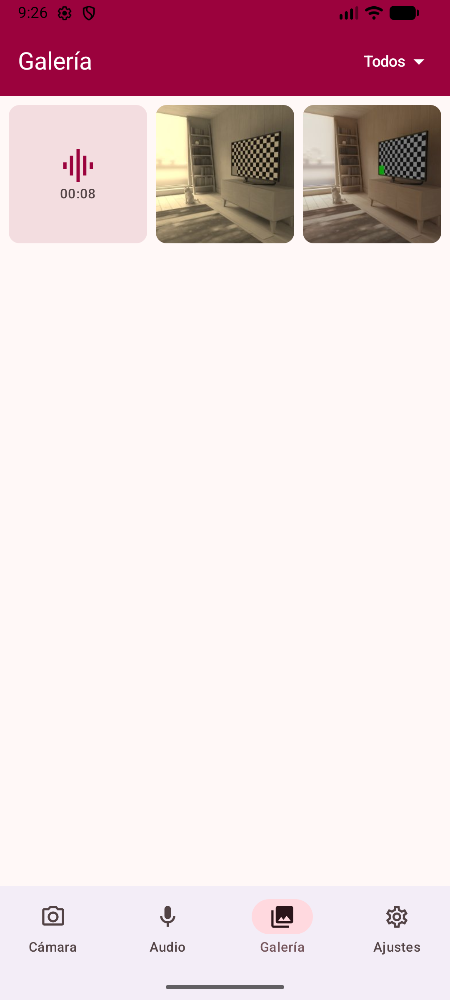 9:26
Galería
Todos
00:08
Cámara
Audio
Galería
Ajustes